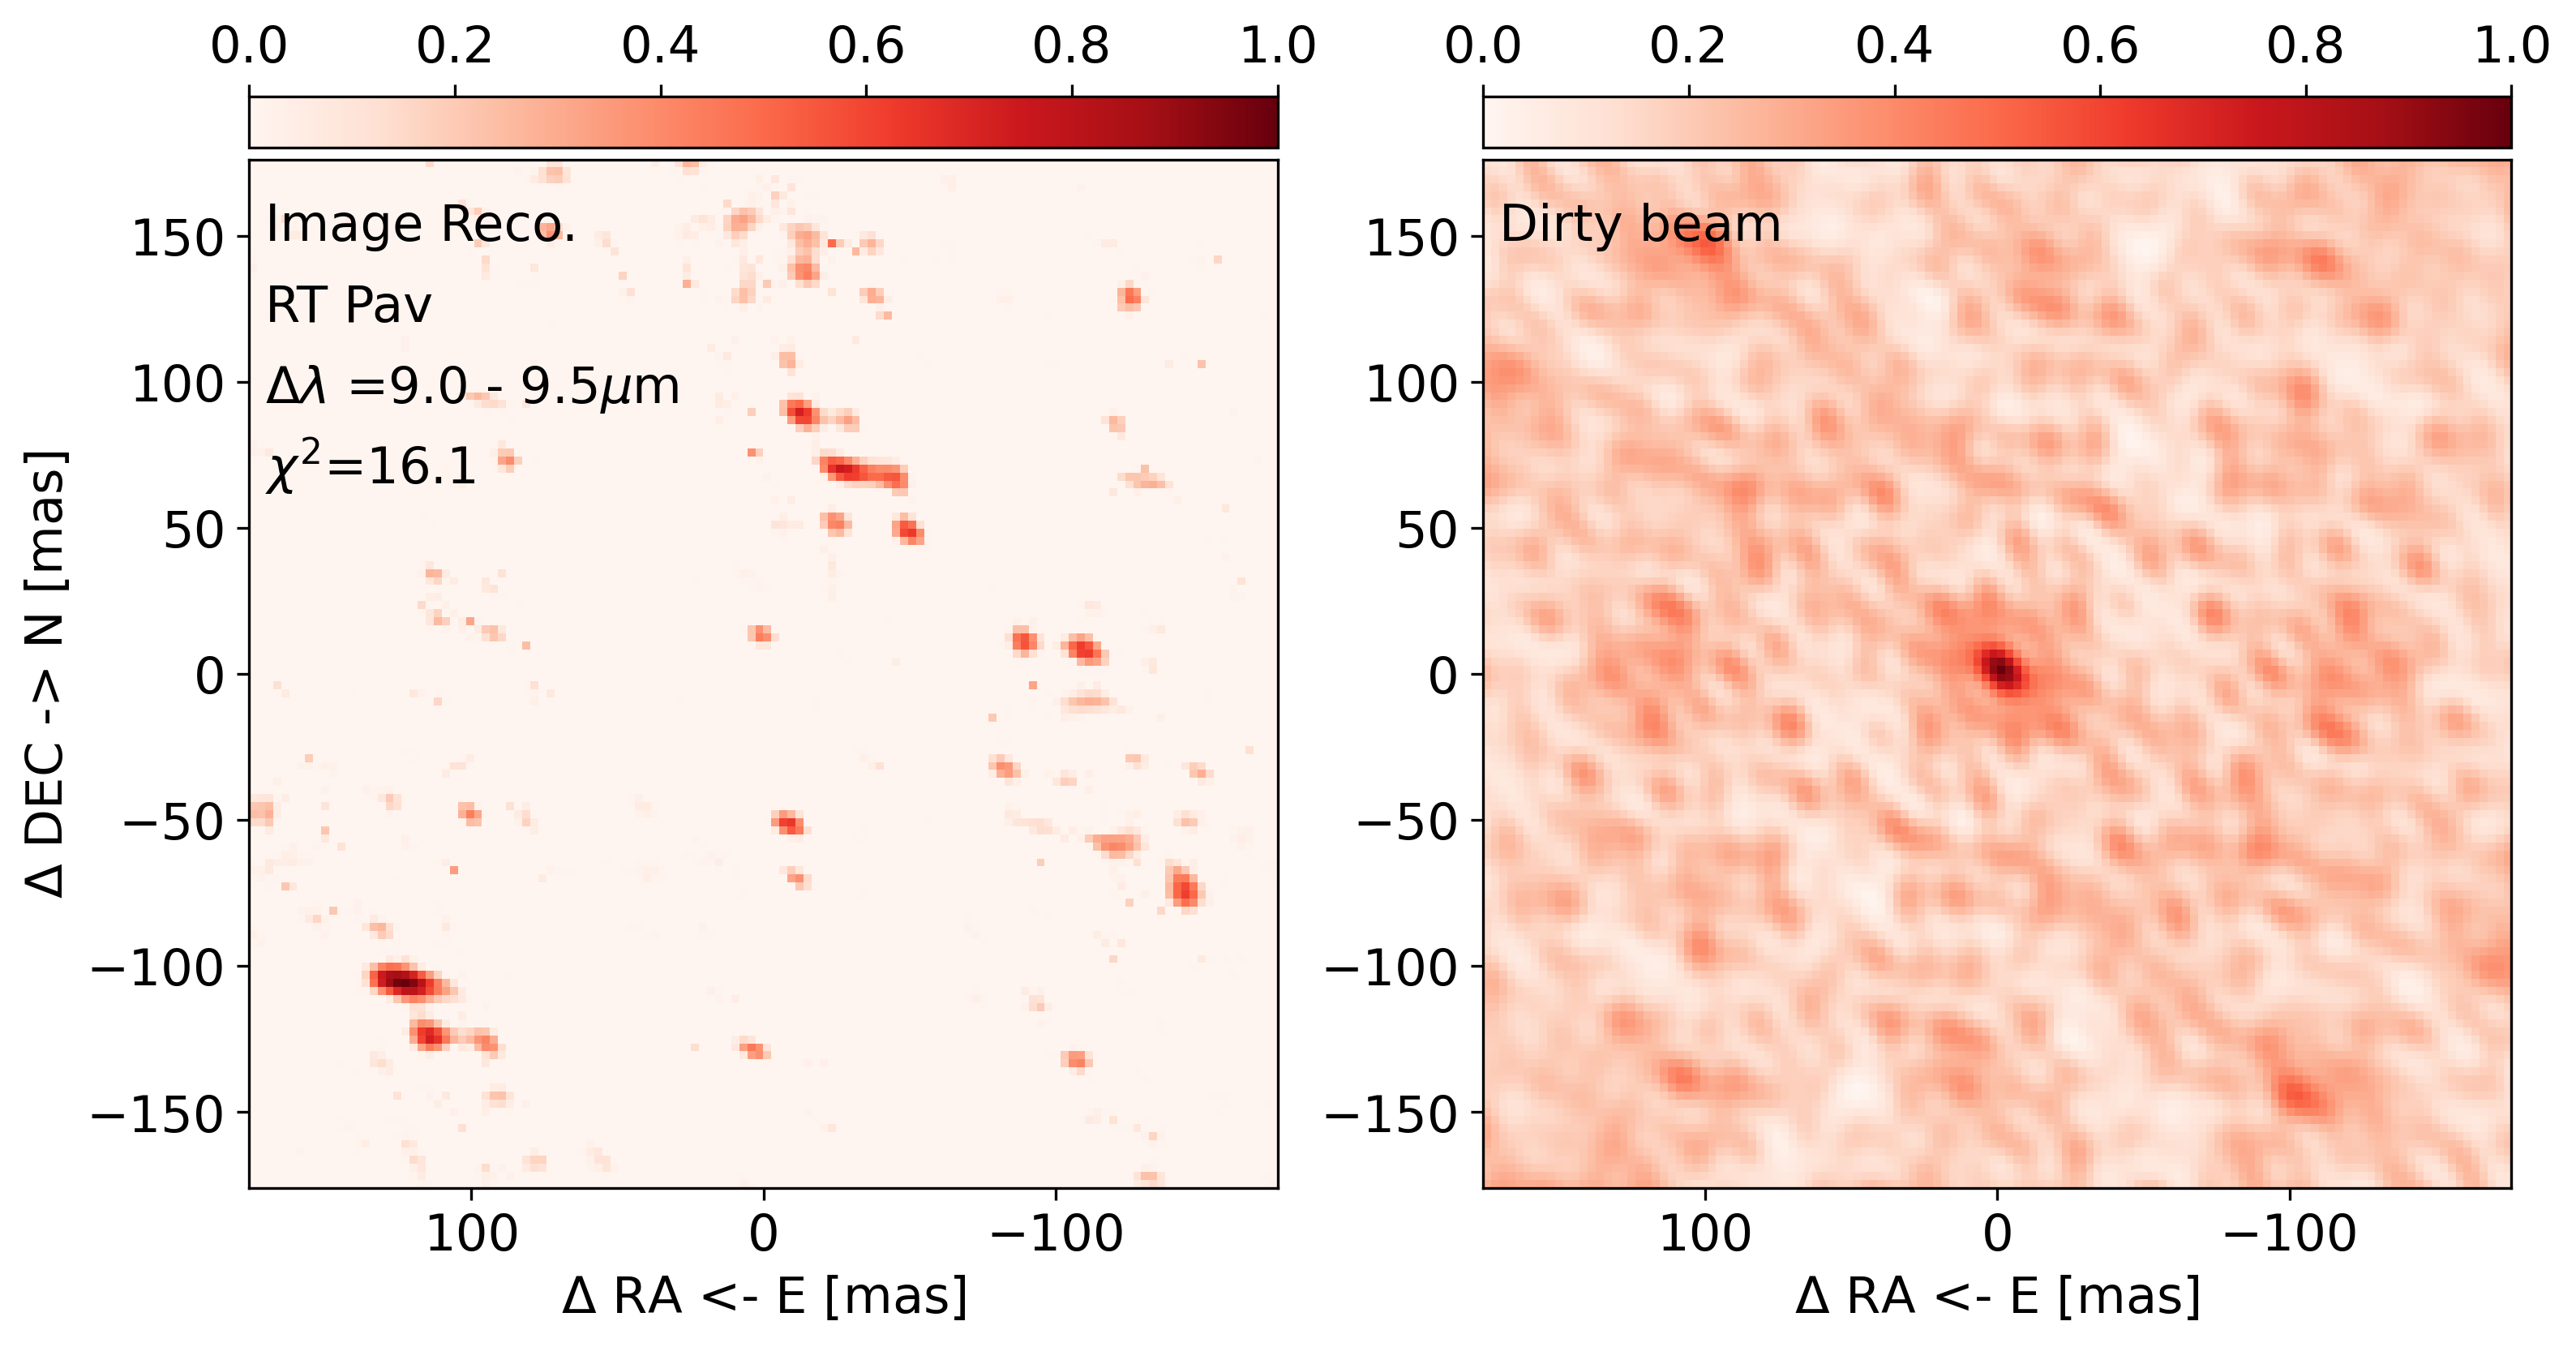 0.0 0.2 0.4 0.6 0.8 1.0
0.0 0.2 0.4 0.6 0.8 1.0
Image Reco.
RT Pav
Δλ =9.0 - 9.5μm
χ²=16.1
150
100
50
0
−50
−100
−150
Δ DEC -> N [mas]
100 0 −100
Δ RA <- E [mas]
Dirty beam
150
100
50
0
−50
−100
−150
100 0 −100
Δ RA <- E [mas]